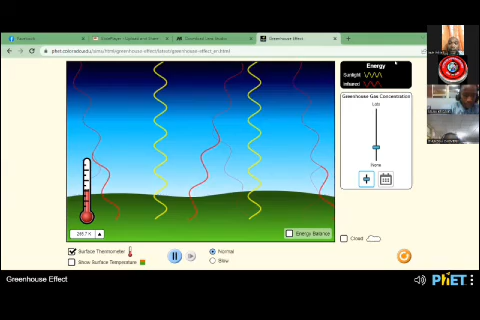 Facebook
Greenhouse Effect
phet.colorado.edu/sims/html/greenhouse-effect/latest/greenhouse-effect_en.html
Energy
Sunlight
Infrared
Greenhouse Gas Concentration
Lots
None
Energy Balance
Surface Thermometer
Show Surface Temperature
Normal
Slow
Cloud
Greenhouse Effect
PhET